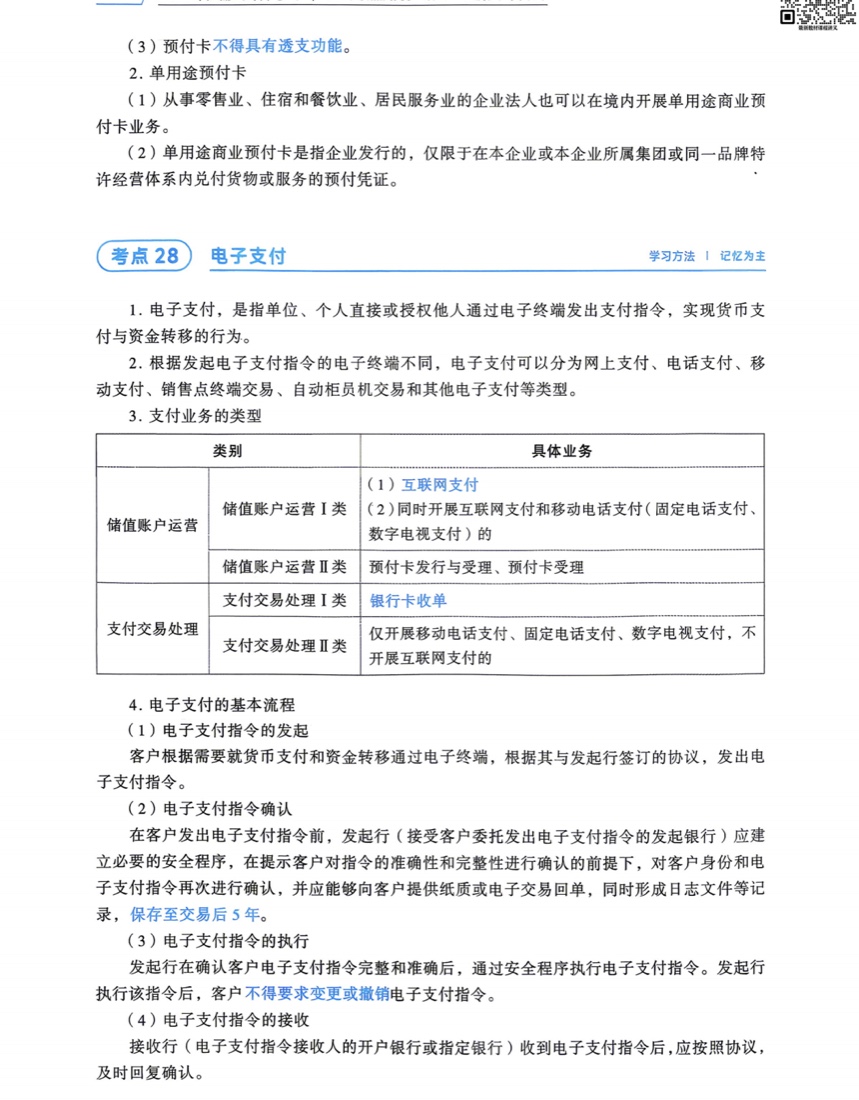 （3）预付卡不得具有透支功能。
2. 单用途预付卡
（1）从事零售业、住宿和餐饮业、居民服务业的企业法人也可以在境内开展单用途商业预
付卡业务。
（2）单用途商业预付卡是指企业发行的，仅限于在本企业或本企业所属集团或同一品牌特
许经营体系内兑付货物或服务的预付凭证。
考点 28 电子支付 学习方法 | 记忆为主
1. 电子支付，是指单位、个人直接或授权他人通过电子终端发出支付指令，实现货币支
付与资金转移的行为。
2. 根据发起电子支付指令的电子终端不同，电子支付可以分为网上支付、电话支付、移
动支付、销售点终端交易、自动柜员机交易和其他电子支付等类型。
3. 支付业务的类型
类别 具体业务
储值账户运营
储值账户运营Ⅰ类
（1）互联网支付
（2）同时开展互联网支付和移动电话支付（固定电话支付、
数字电视支付）的
储值账户运营Ⅱ类 预付卡发行与受理、预付卡受理
支付交易处理
支付交易处理Ⅰ类 银行卡收单
支付交易处理Ⅱ类
仅开展移动电话支付、固定电话支付、数字电视支付，不
开展互联网支付的
4. 电子支付的基本流程
（1）电子支付指令的发起
客户根据需要就货币支付和资金转移通过电子终端，根据其与发起行签订的协议，发出电
子支付指令。
（2）电子支付指令确认
在客户发出电子支付指令前，发起行（接受客户委托发出电子支付指令的发起银行）应建
立必要的安全程序，在提示客户对指令的准确性和完整性进行确认的前提下，对客户身份和电
子支付指令再次进行确认，并应能够向客户提供纸质或电子交易回单，同时形成日志文件等记
录，保存至交易后 5 年。
（3）电子支付指令的执行
发起行在确认客户电子支付指令完整和准确后，通过安全程序执行电子支付指令。发起行
执行该指令后，客户不得要求变更或撤销电子支付指令。
（4）电子支付指令的接收
接收行（电子支付指令接收人的开户银行或指定银行）收到电子支付指令后，应按照协议，
及时回复确认。